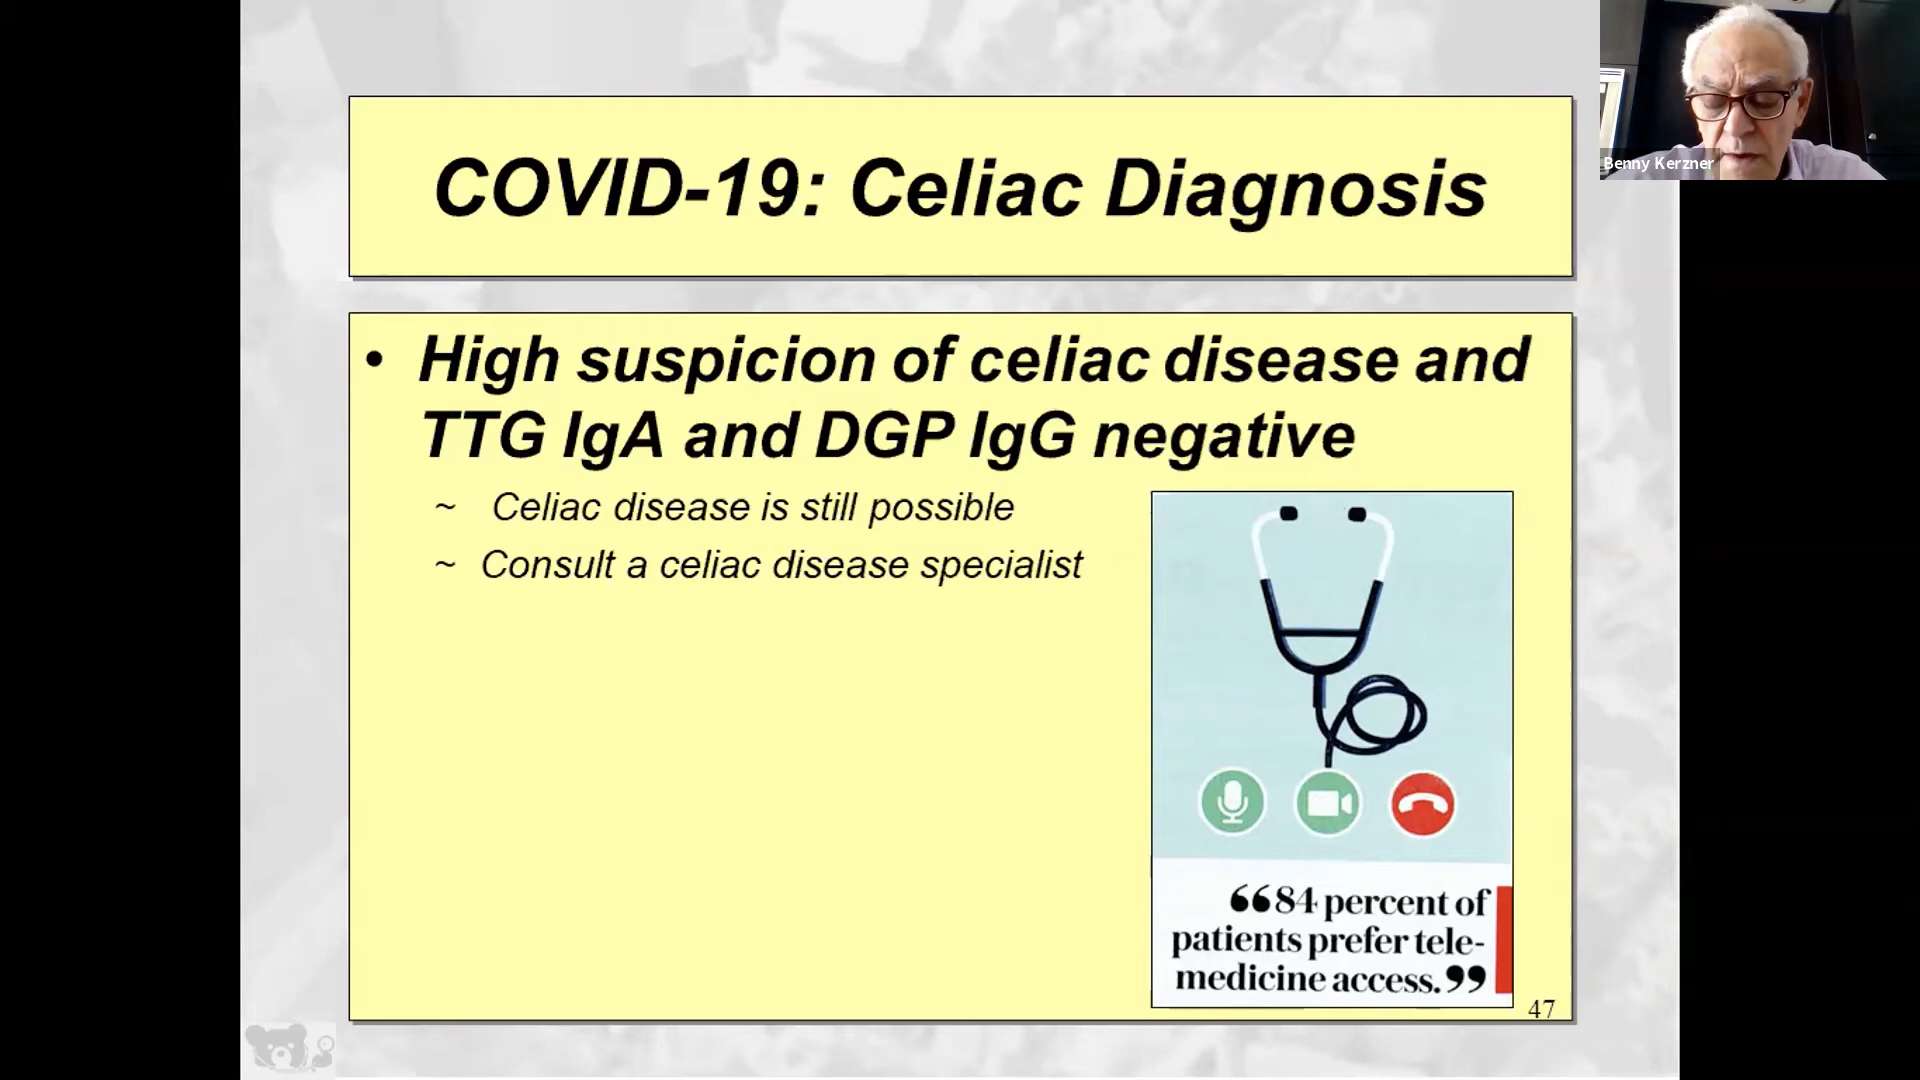 COVID-19: Celiac Diagnosis
Benny Kerzner
• High suspicion of celiac disease and
TTG IgA and DGP IgG negative
~ Celiac disease is still possible
~ Consult a celiac disease specialist
“84 percent of
patients prefer tele-
medicine access.”
47